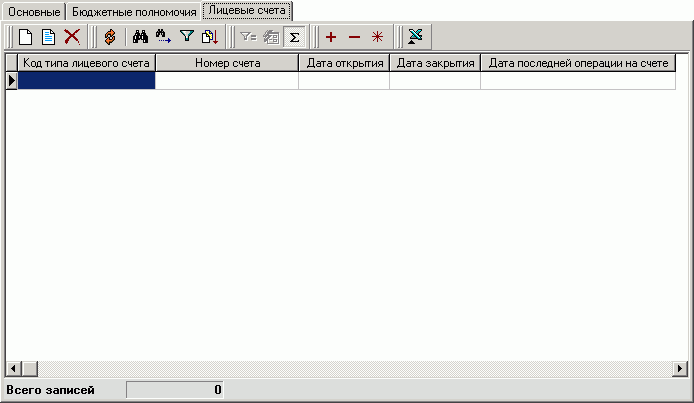 Основные Бюджетные полномочия Лицевые счета
Код типа лицевого счета Номер счета Дата открытия Дата закрытия Дата последней операции на счете
Всего записей 0